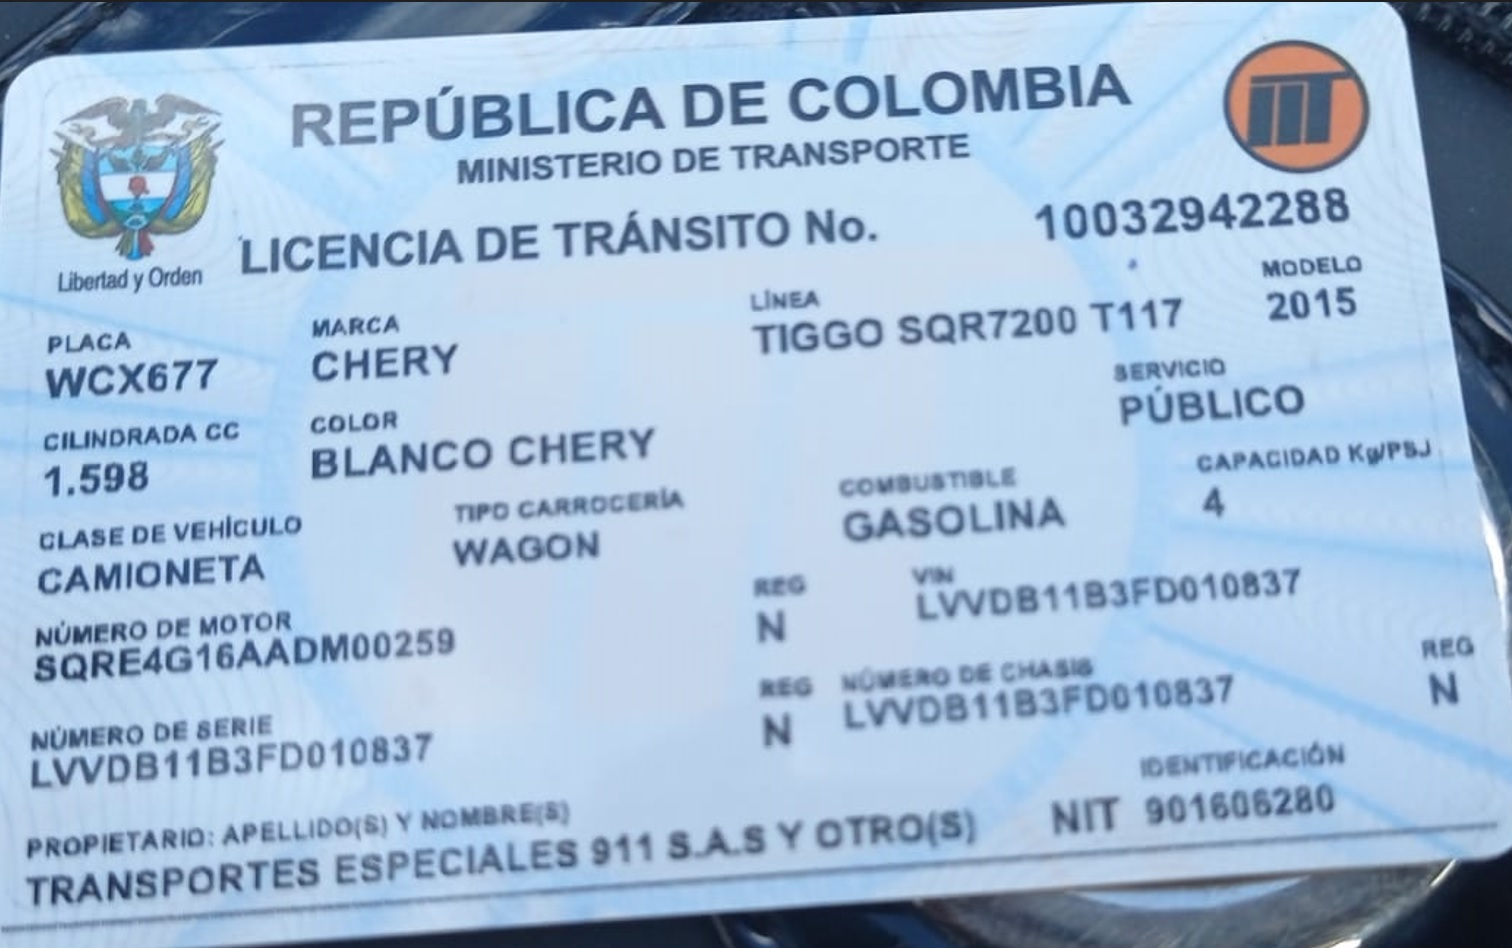 REPÚBLICA DE COLOMBIA
MINISTERIO DE TRANSPORTE
Libertad y Orden
LICENCIA DE TRÁNSITO No. 10032942288
PLACA MARCA LÍNEA MODELO
WCX677 CHERY TIGGO SQR7200 T117 2015
CILINDRADA CC COLOR SERVICIO
1.598 BLANCO CHERY PÚBLICO
CLASE DE VEHÍCULO TIPO CARROCERÍA COMBUSTIBLE CAPACIDAD Kg/PSJ
CAMIONETA WAGON GASOLINA 4
NÚMERO DE MOTOR REG VIN
SQRE4G16AADM00259 N LVVDB11B3FD010837
NÚMERO DE SERIE REG NÚMERO DE CHASIS REG
LVVDB11B3FD010837 N LVVDB11B3FD010837 N
PROPIETARIO: APELLIDO(S) Y NOMBRE(S) IDENTIFICACIÓN
TRANSPORTES ESPECIALES 911 S.A.S Y OTRO(S) NIT 901606280